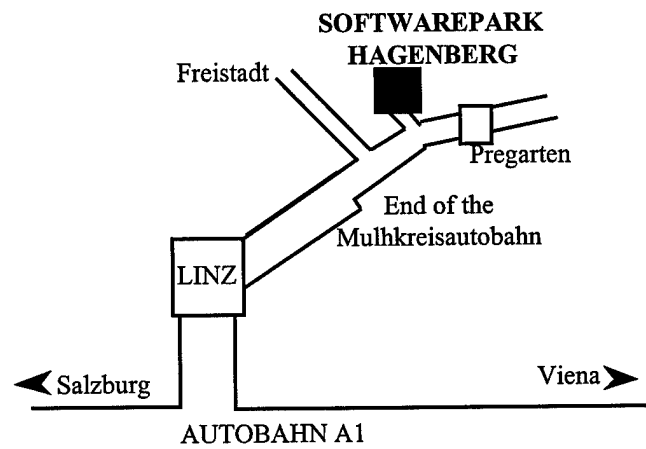 SOFTWAREPARK
HAGENBERG
Freistadt
Pregarten
End of the
Mulhkreisautobahn
LINZ
Salzburg
Viena
AUTOBAHN A1